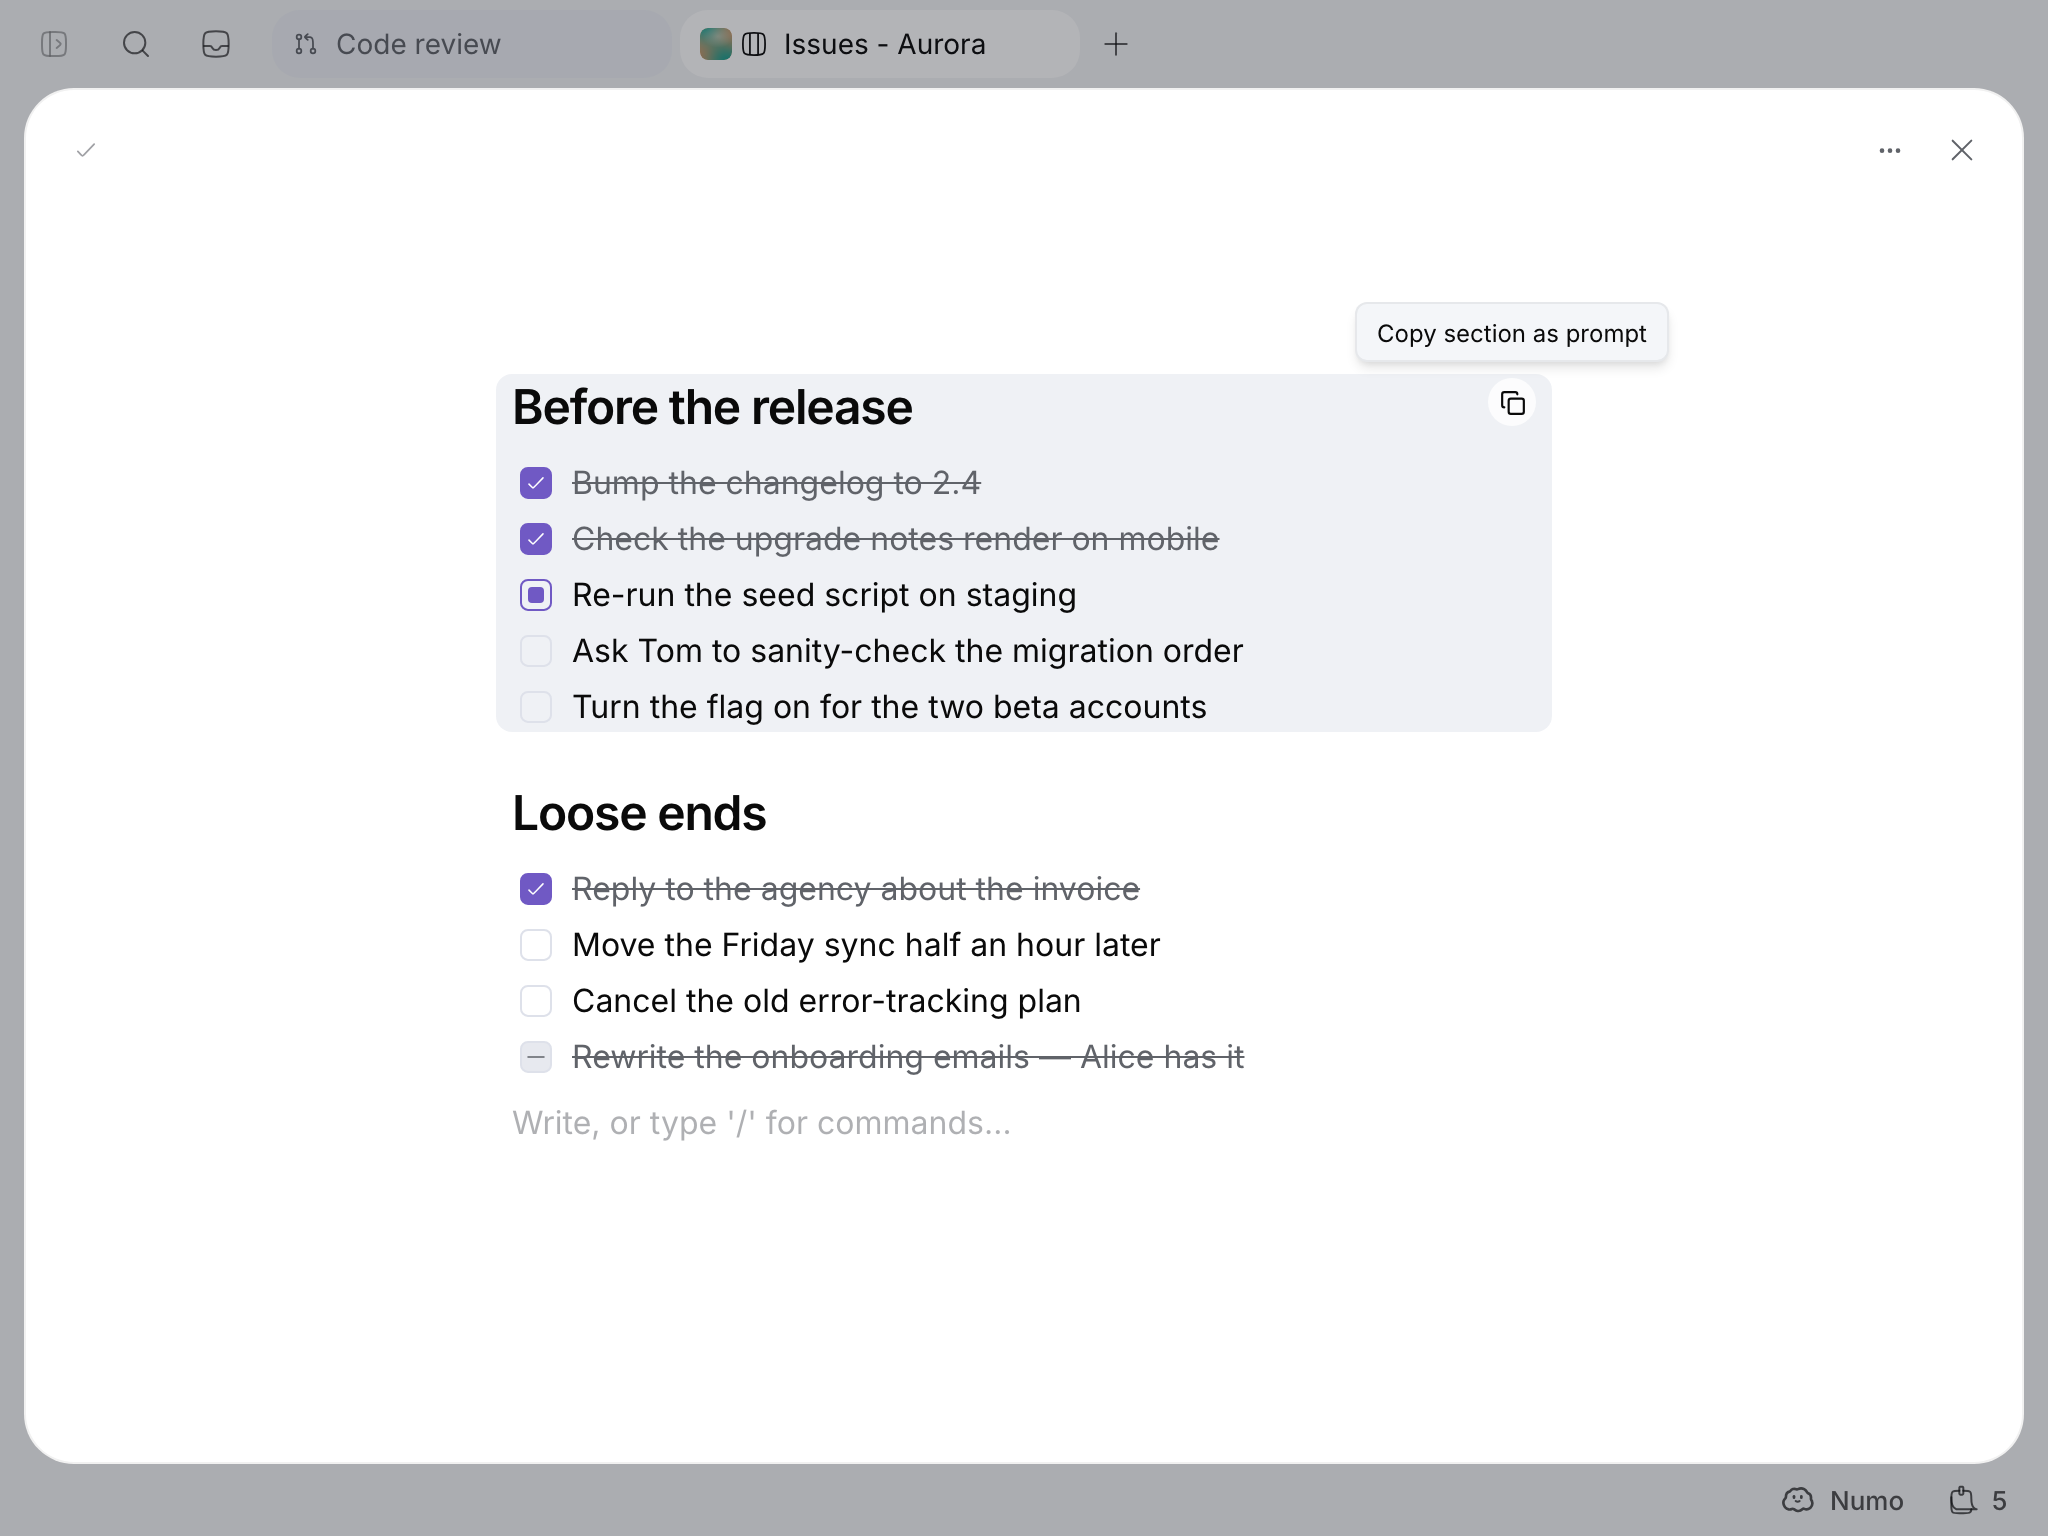 Code review
Issues - Aurora
Copy section as prompt
Before the release
Bump the changelog to 2.4
Check the upgrade notes render on mobile
Re-run the seed script on staging
Ask Tom to sanity-check the migration order
Turn the flag on for the two beta accounts
Loose ends
Reply to the agency about the invoice
Move the Friday sync half an hour later
Cancel the old error-tracking plan
Rewrite the onboarding emails — Alice has it
Write, or type '/' for commands...
Numo
5